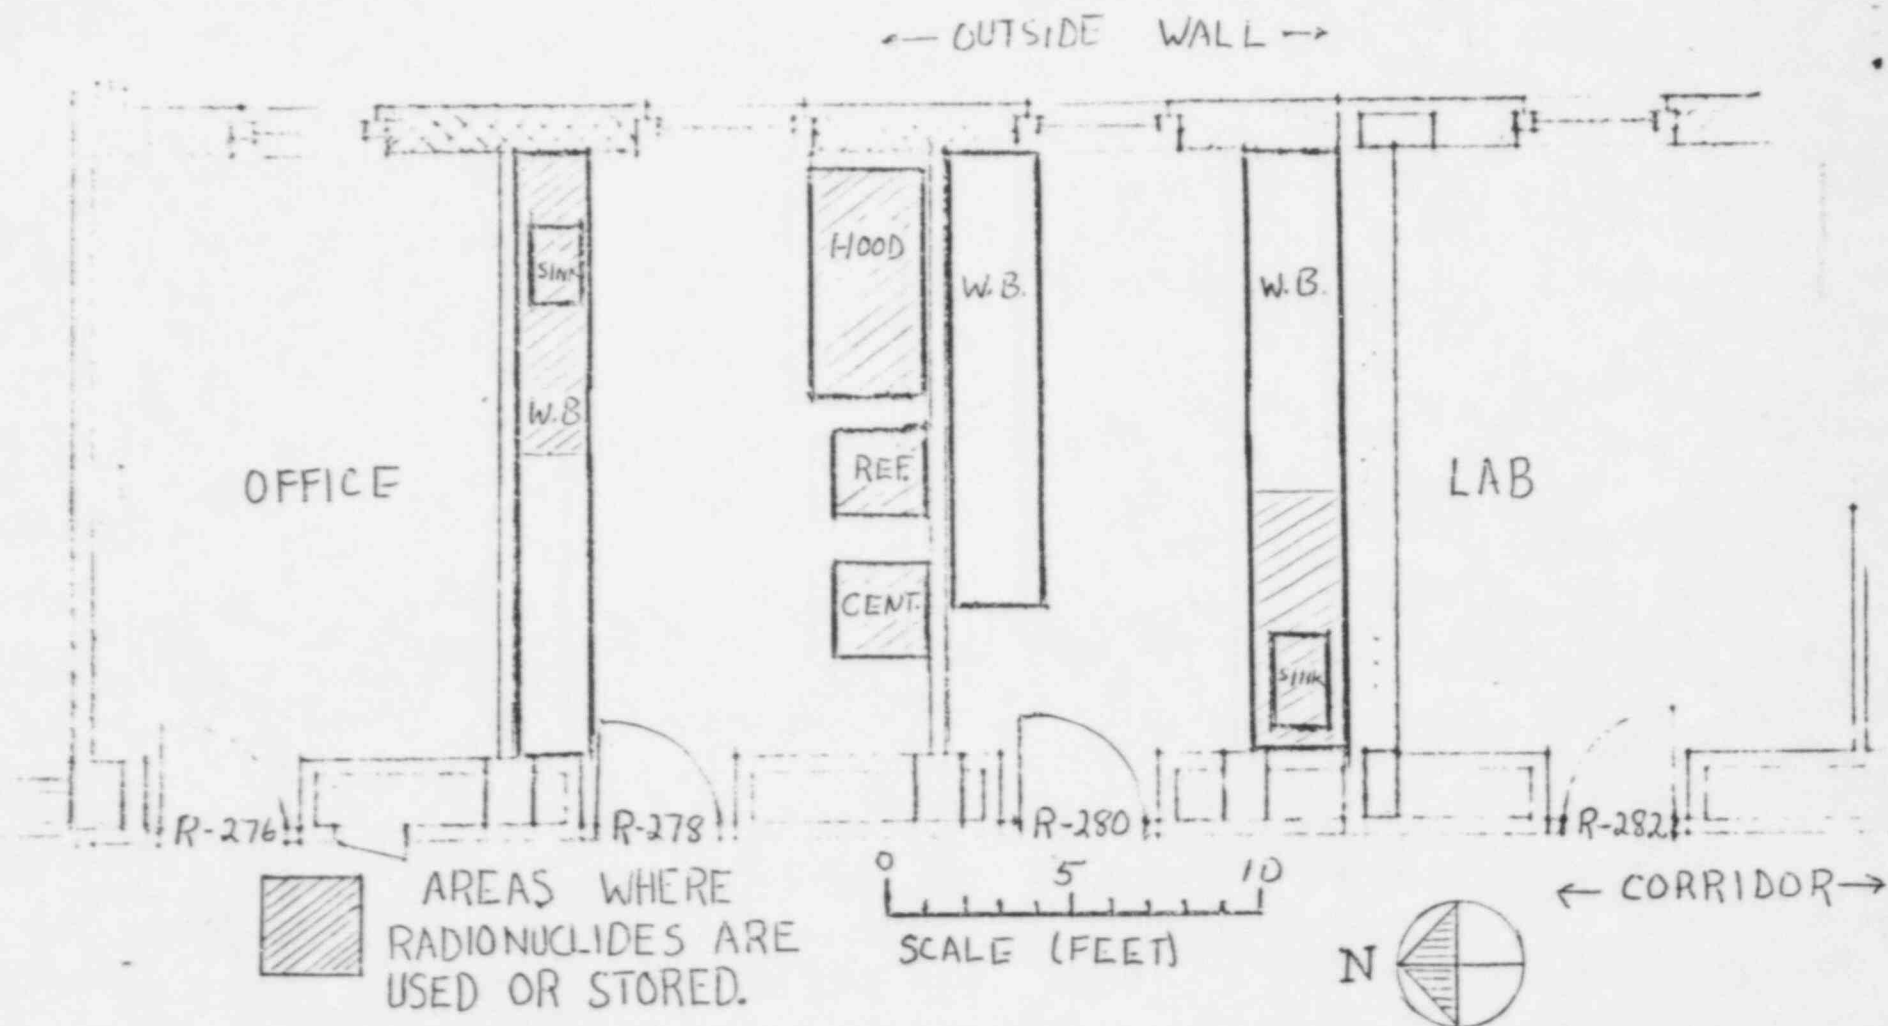 ← OUTSIDE WALL →
HOOD
SINK
W.B.
W.B.
W.B
REF.
OFFICE
LAB
CENT.
SINK
R-276
R-278
R-280
R-282
0 5 10
SCALE (FEET)
← CORRIDOR →
AREAS WHERE
RADIONUCLIDES ARE
USED OR STORED.
N